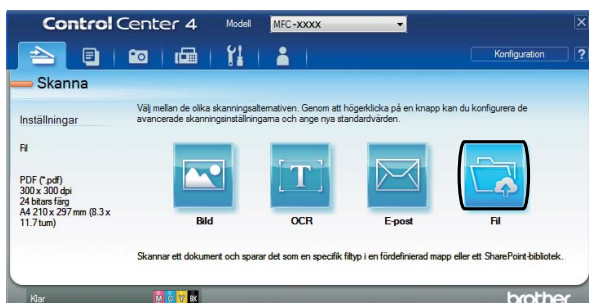 Control Center 4 Modell MFC-XXXX
Konfiguration ?
Skanna
Välj mellan de olika skanningsalternativen. Genom att högerklicka på en knapp kan du konfigurera de
avancerade skanningsinställningarna och ange nya standardvärden.
Inställningar
Fil
PDF (*.pdf)
300 x 300 dpi
24 bitars färg
A4 210 x 297 mm (8.3 x
11.7 tum)
T
Bild OCR E-post Fil
Skannar ett dokument och sparar det som en specifik filtyp i en fördefinierad mapp eller ett SharePoint-bibliotek.
Klar M C Y BK brother